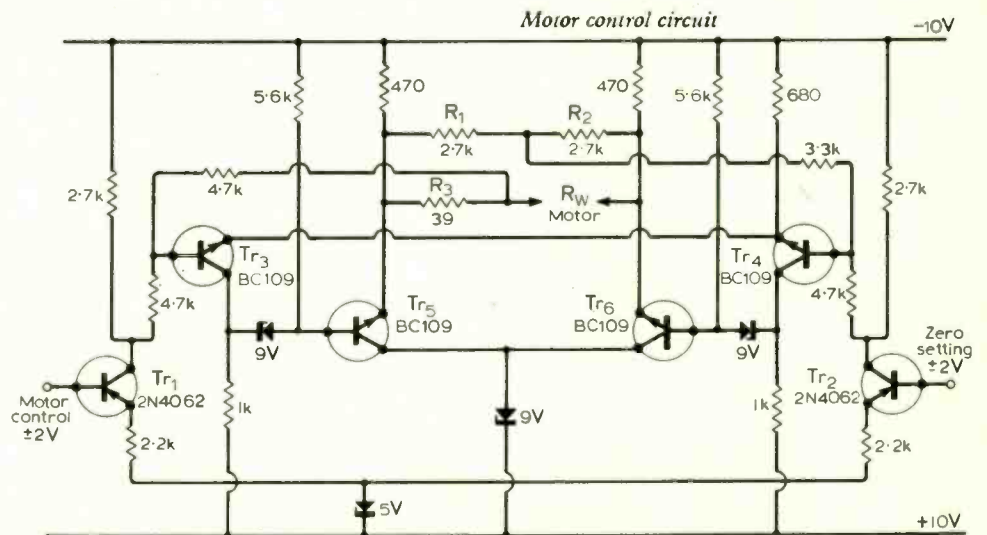 Motor control circuit
−10V
5·6k
470
470
5·6k
680
R1
2·7k
R2
2·7k
3·3k
2·7k
4·7k
R3
39
RW
Motor
2·7k
Tr3
BC109
Tr4
BC109
4·7k
4·7k
Tr5
BC109
Tr6
BC109
9V
9V
Zero
setting
±2V
Tr1
2N4062
Tr2
2N4062
Motor
control
±2V
1k
9V
1k
2·2k
2·2k
5V
+10V